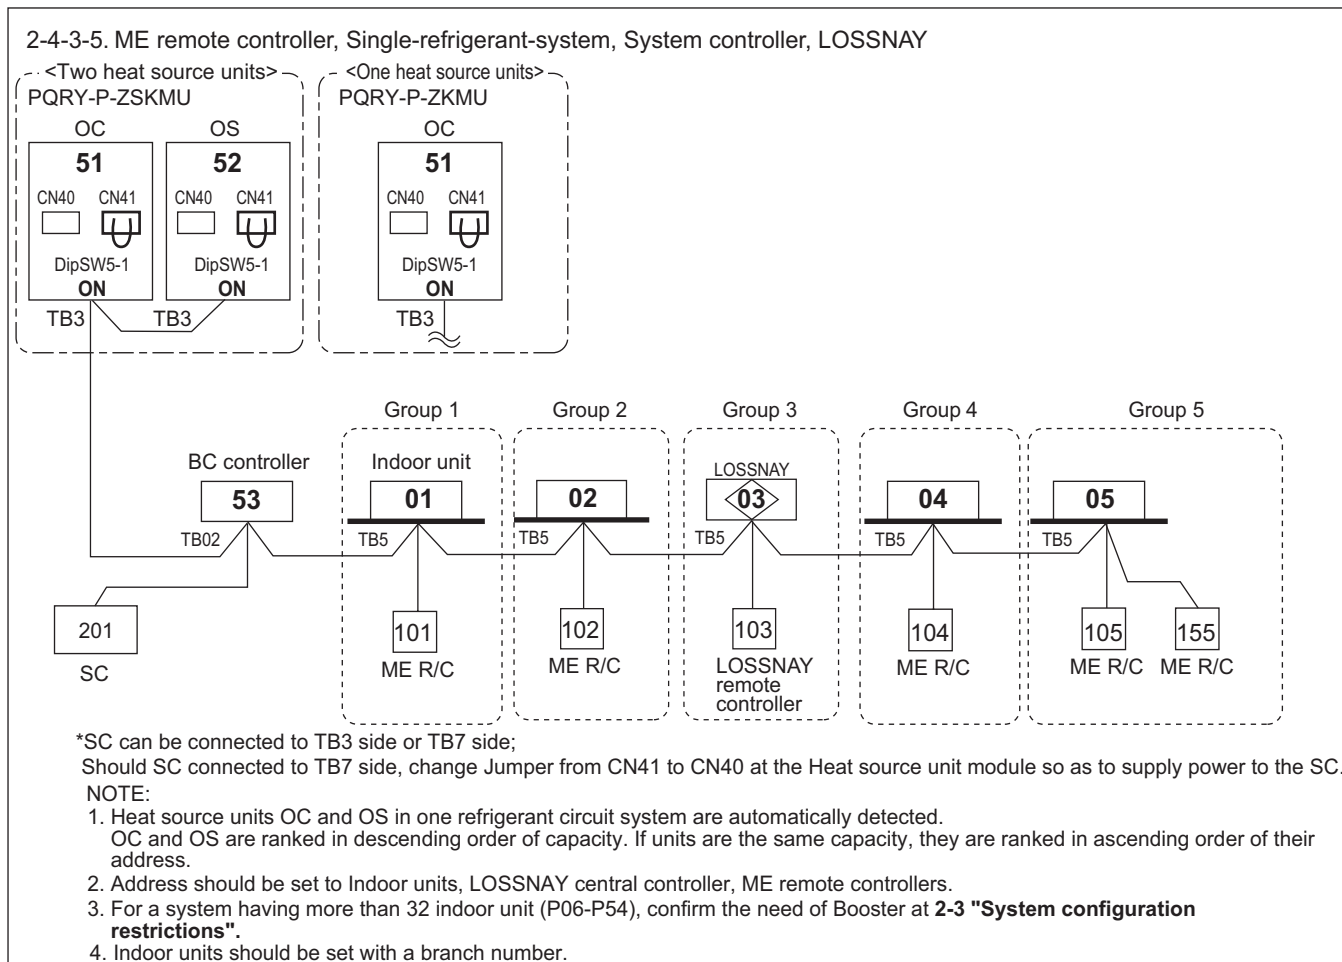 2-4-3-5. ME remote controller, Single-refrigerant-system, System controller, LOSSNAY
<Two heat source units>
PQRY-P-ZSKMU
OC OS
51 52
CN40 CN41 CN40 CN41
DipSW5-1 DipSW5-1
ON ON
TB3 TB3
<One heat source units>
PQRY-P-ZKMU
OC
51
CN40 CN41
DipSW5-1
ON
TB3
Group 1 Group 2 Group 3 Group 4 Group 5
BC controller Indoor unit LOSSNAY
53 01 02 03 04 05
TB02 TB5 TB5 TB5 TB5 TB5
201 101 102 103 104 105 155
SC ME R/C ME R/C LOSSNAY ME R/C ME R/C ME R/C
remote
controller
*SC can be connected to TB3 side or TB7 side;
Should SC connected to TB7 side, change Jumper from CN41 to CN40 at the Heat source unit module so as to supply power to the SC.
NOTE:
1. Heat source units OC and OS in one refrigerant circuit system are automatically detected.
OC and OS are ranked in descending order of capacity. If units are the same capacity, they are ranked in ascending order of their
address.
2. Address should be set to Indoor units, LOSSNAY central controller, ME remote controllers.
3. For a system having more than 32 indoor unit (P06-P54), confirm the need of Booster at 2-3 "System configuration
restrictions".
4. Indoor units should be set with a branch number.